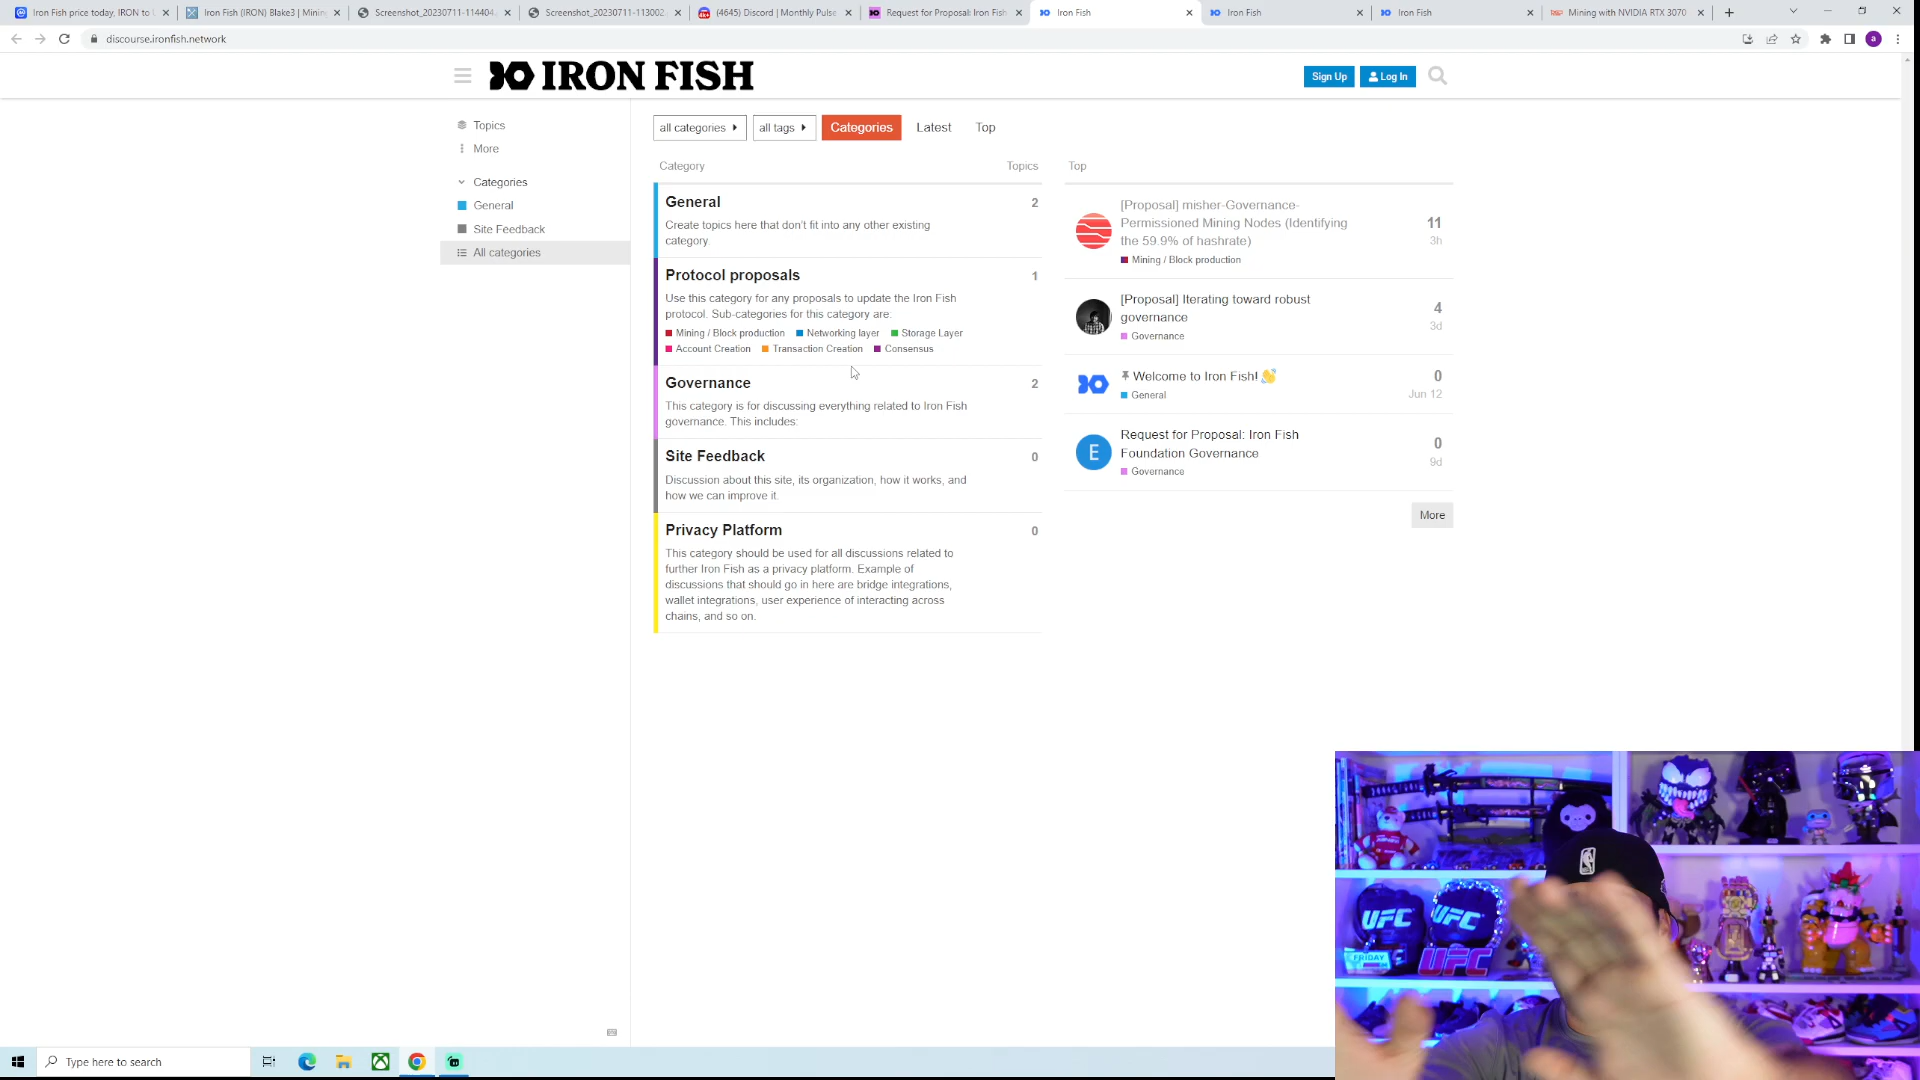 Iron Fish price today, IRON to U
Iron Fish (IRON) Blake3 | Mining
Screenshot_20230711-114404.
Screenshot_20230711-113002.
(4645) Discord | Monthly Pulse
Request for Proposal: Iron Fish
Iron Fish
Iron Fish
Iron Fish
Mining with NVIDIA RTX 3070
discourse.ironfish.network
a
IRON FISH
Sign Up
Log In
Topics
More
Categories
General
Site Feedback
All categories
all categories
all tags
Categories
Latest
Top
Category
Topics
General
2
Create topics here that don't fit into any other existing
category.
Protocol proposals
1
Use this category for any proposals to update the Iron Fish
protocol. Sub-categories for this category are:
Mining / Block production
Networking layer
Storage Layer
Account Creation
Transaction Creation
Consensus
Governance
2
This category is for discussing everything related to Iron Fish
governance. This includes:
Site Feedback
0
Discussion about this site, its organization, how it works, and
how we can improve it.
Privacy Platform
0
This category should be used for all discussions related to
further Iron Fish as a privacy platform. Example of
discussions that should go in here are bridge integrations,
wallet integrations, user experience of interacting across
chains, and so on.
Top
[Proposal] misher-Governance-
Permissioned Mining Nodes (Identifying
the 59.9% of hashrate)
11
3h
Mining / Block production
[Proposal] Iterating toward robust
governance
4
3d
Governance
Welcome to Iron Fish! 👋
0
Jun 12
General
E
Request for Proposal: Iron Fish
Foundation Governance
0
9d
Governance
More
UFC
UFC
FRIDAY
UFC
Type here to search